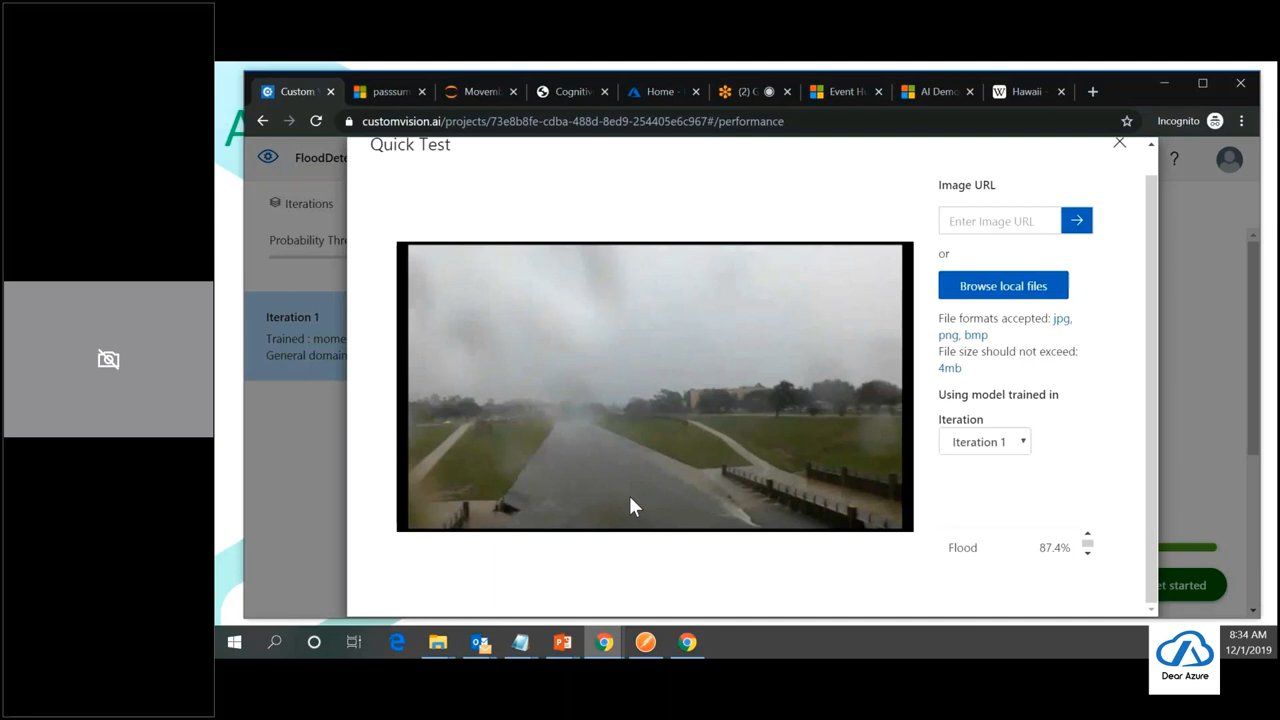 Custom
passsum
Movemb
Cognitiv
Home -
(2) G
Event H
AI Demo
Hawaii -
customvision.ai/projects/73e8b8fe-cdba-488d-8ed9-254405e6c967#/performance
Incognito
A
FloodDete
Quick Test
?
Iterations
Probability Thre
Iteration 1
Trained : mome
General domain
Image URL
Enter Image URL
or
Browse local files
File formats accepted: jpg,
png, bmp
File size should not exceed:
4mb
Using model trained in
Iteration
Iteration 1
Flood 87.4%
et started
8:34 AM
12/1/2019
Dear Azure